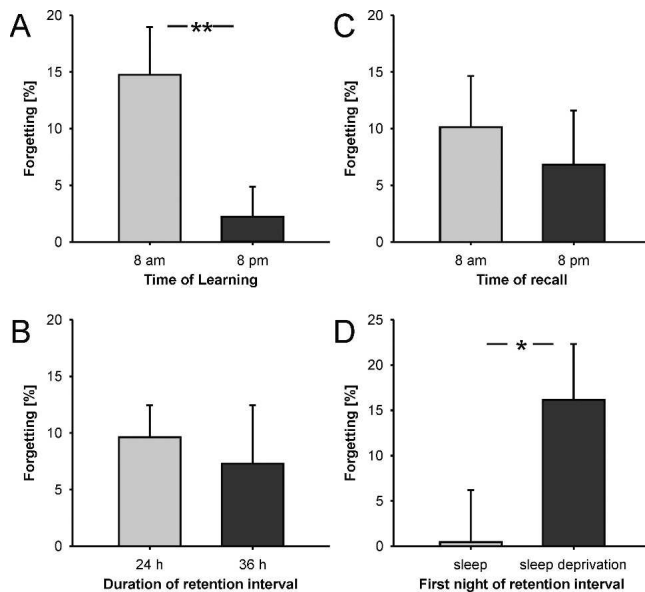 A
Forgetting [%]
20
15
10
5
0
**
8 am 8 pm
Time of Learning
C
Forgetting [%]
20
15
10
5
0
8 am 8 pm
Time of recall
B
Forgetting [%]
20
15
10
5
0
24 h 36 h
Duration of retention interval
D
Forgetting [%]
25
20
15
10
5
0
*
sleep sleep deprivation
First night of retention interval